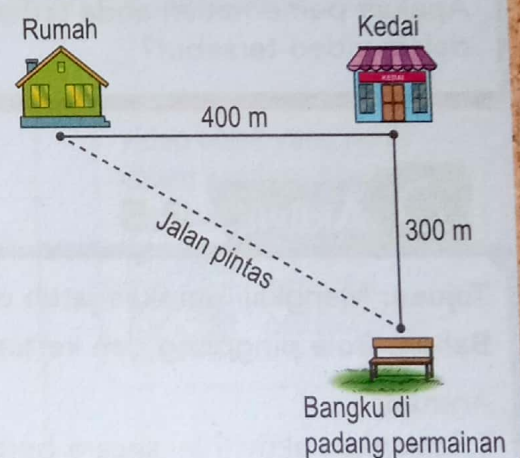 Rumah
Kedai
KEDAI
400 m
Jalan pintas
300 m
Bangku di
padang permainan